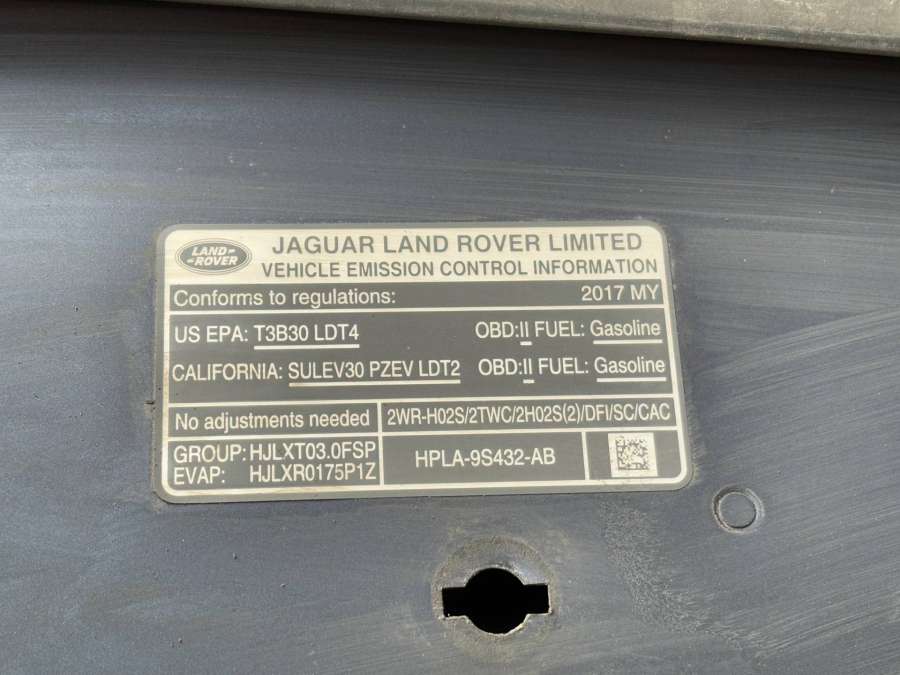 LAND-
-ROVER
JAGUAR LAND ROVER LIMITED
VEHICLE EMISSION CONTROL INFORMATION
Conforms to regulations: 2017 MY
US EPA: T3B30 LDT4 OBD:II FUEL: Gasoline
CALIFORNIA: SULEV30 PZEV LDT2 OBD:II FUEL: Gasoline
No adjustments needed 2WR-H02S/2TWC/2H02S(2)/DFI/SC/CAC
GROUP: HJLXT03.0FSP
EVAP: HJLXR0175P1Z
HPLA-9S432-AB